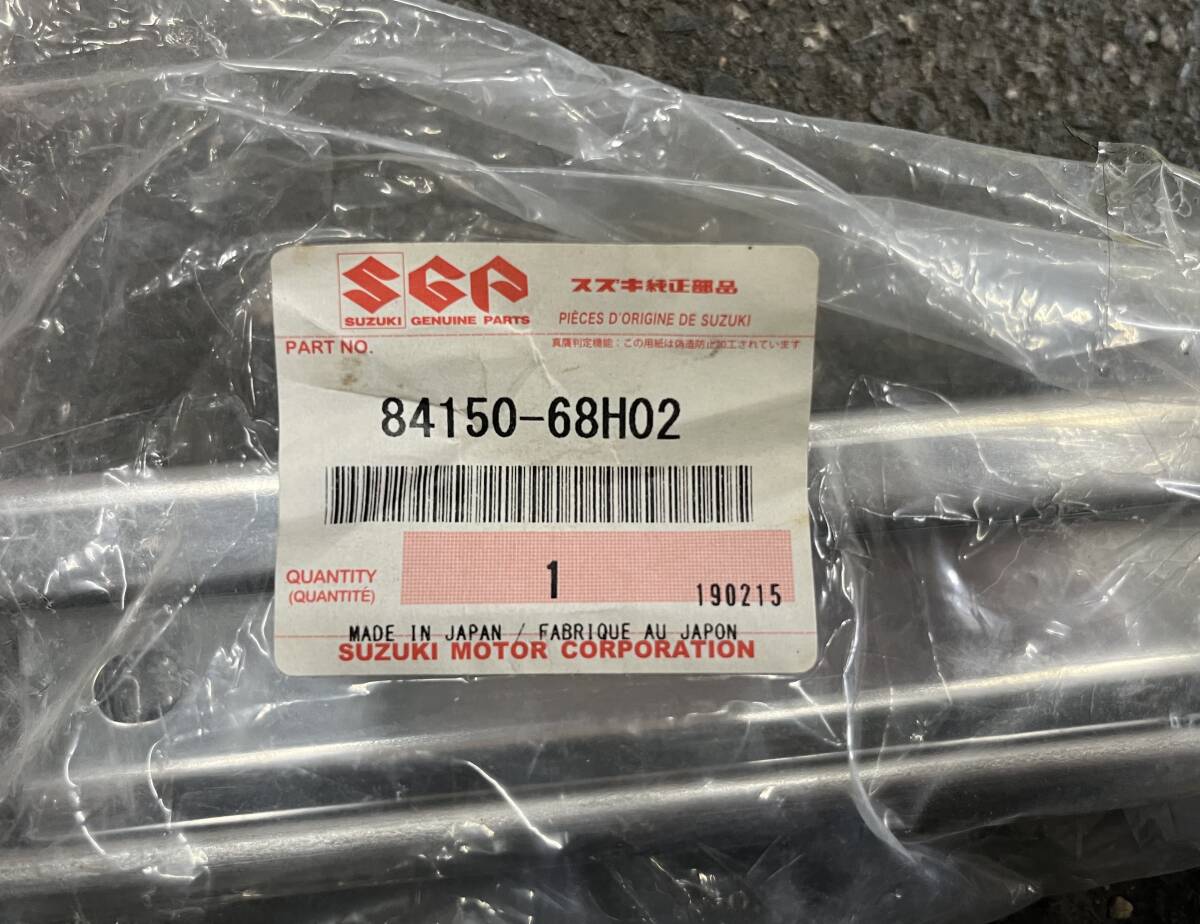 SGP スズキ純正部品
SUZUKI GENUINE PARTS PIÈCES D'ORIGINE DE SUZUKI
PART NO. 真贋判定機能：この用紙は偽造防止加工されています
84150-68H02
QUANTITY
(QUANTITÉ)
1
190215
MADE IN JAPAN / FABRIQUE AU JAPON
SUZUKI MOTOR CORPORATION